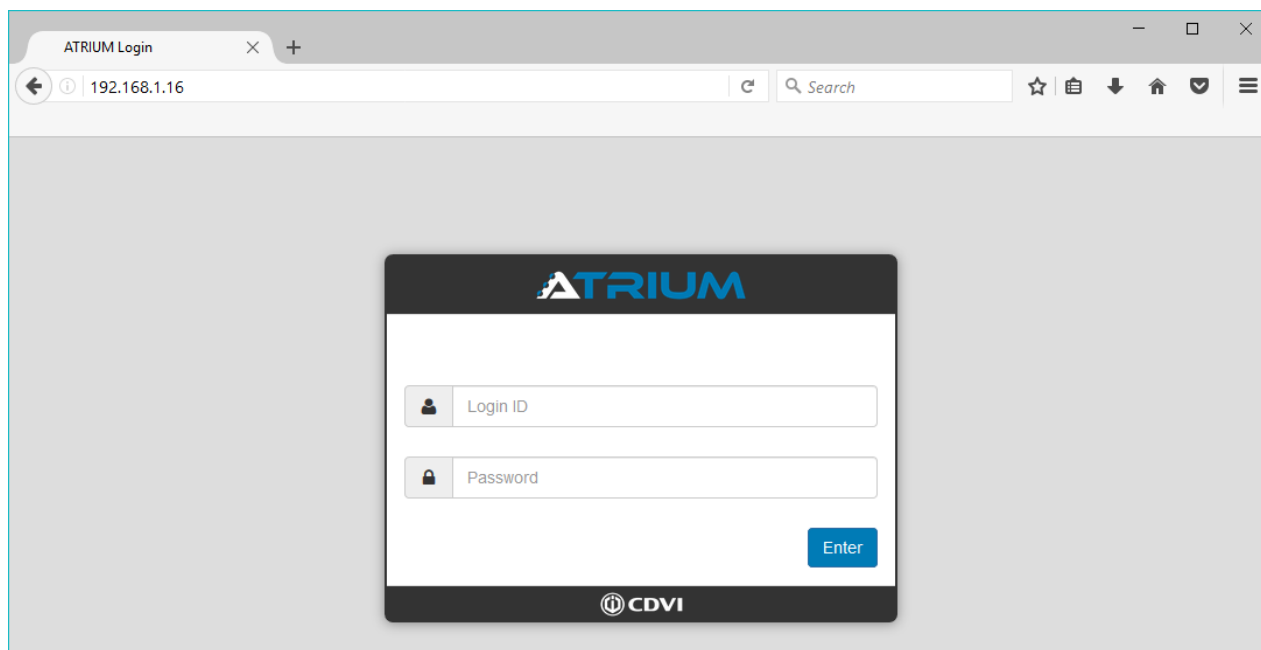 ATRIUM Login
192.168.1.16
Search
ATRIUM
Login ID
Password
Enter
CDVI